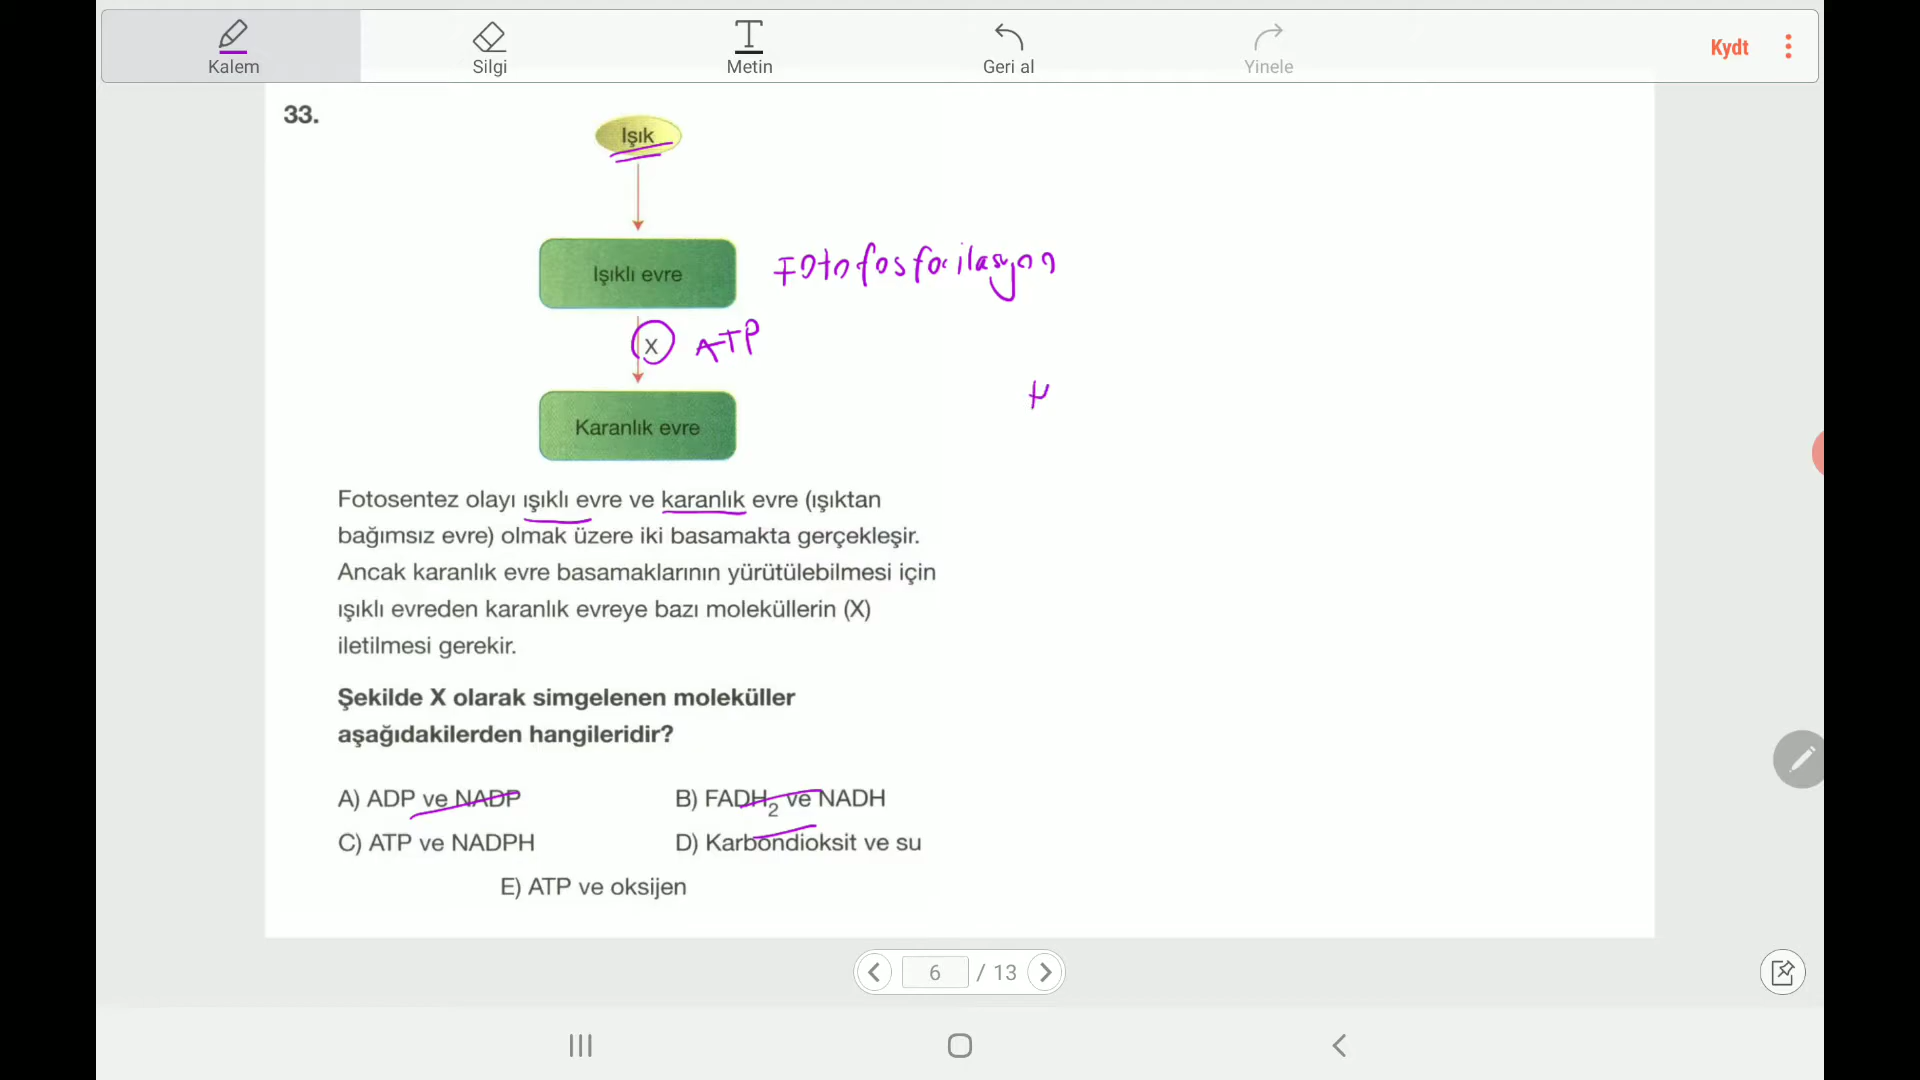 Kalem
Silgi
Metin
Geri al
Yinele
Kydt
33.
Işık
Işıklı evre
Fotofosforilasyon
X
ATP
Karanlık evre
Fotosentez olayı ışıklı evre ve karanlık evre (ışıktan
bağımsız evre) olmak üzere iki basamakta gerçekleşir.
Ancak karanlık evre basamaklarının yürütülebilmesi için
ışıklı evreden karanlık evreye bazı moleküllerin (X)
iletilmesi gerekir.
Şekilde X olarak simgelenen moleküller
aşağıdakilerden hangileridir?
A) ADP ve NADP
B) FADH₂ ve NADH
C) ATP ve NADPH
D) Karbondioksit ve su
E) ATP ve oksijen
6 / 13